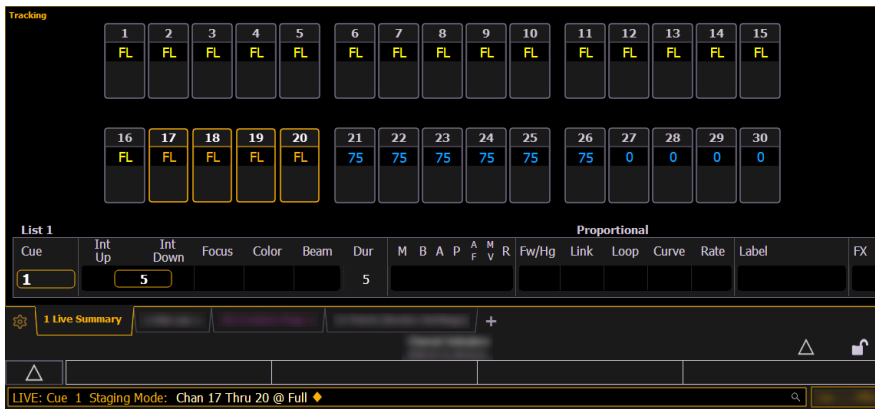 Tracking
1 2 3 4 5 6 7 8 9 10 11 12 13 14 15
FL FL FL FL FL FL FL FL FL FL FL FL FL FL FL
16 17 18 19 20 21 22 23 24 25 26 27 28 29 30
FL FL FL FL FL 75 75 75 75 75 75 0 0 0 0
List 1 Proportional
Cue Int Up Int Down Focus Color Beam Dur M B A P AF MV R Fw/Hg Link Loop Curve Rate Label FX
1 5 5
1 Live Summary +
LIVE: Cue 1 Staging Mode: Chan 17 Thru 20 @ Full